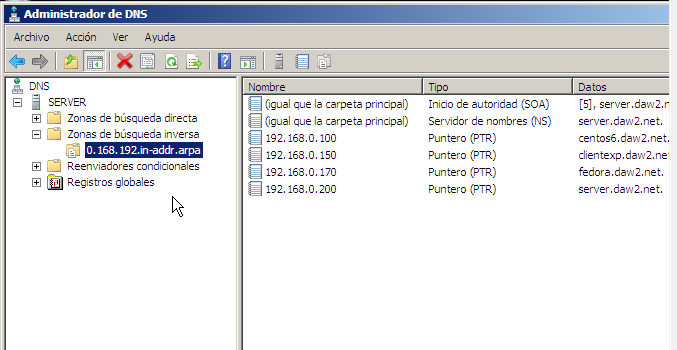 Administrador de DNS
Archivo Acción Ver Ayuda
DNS
SERVER
Zonas de búsqueda directa
Zonas de búsqueda inversa
0.168.192.in-addr.arpa
Reenviadores condicionales
Registros globales
Nombre Tipo Datos
(igual que la carpeta principal) Inicio de autoridad (SOA) [5], server.daw2.net.
(igual que la carpeta principal) Servidor de nombres (NS) server.daw2.net.
192.168.0.100 Puntero (PTR) centos6.daw2.net.
192.168.0.150 Puntero (PTR) clientexp.daw2.net.
192.168.0.170 Puntero (PTR) fedora.daw2.net.
192.168.0.200 Puntero (PTR) server.daw2.net.